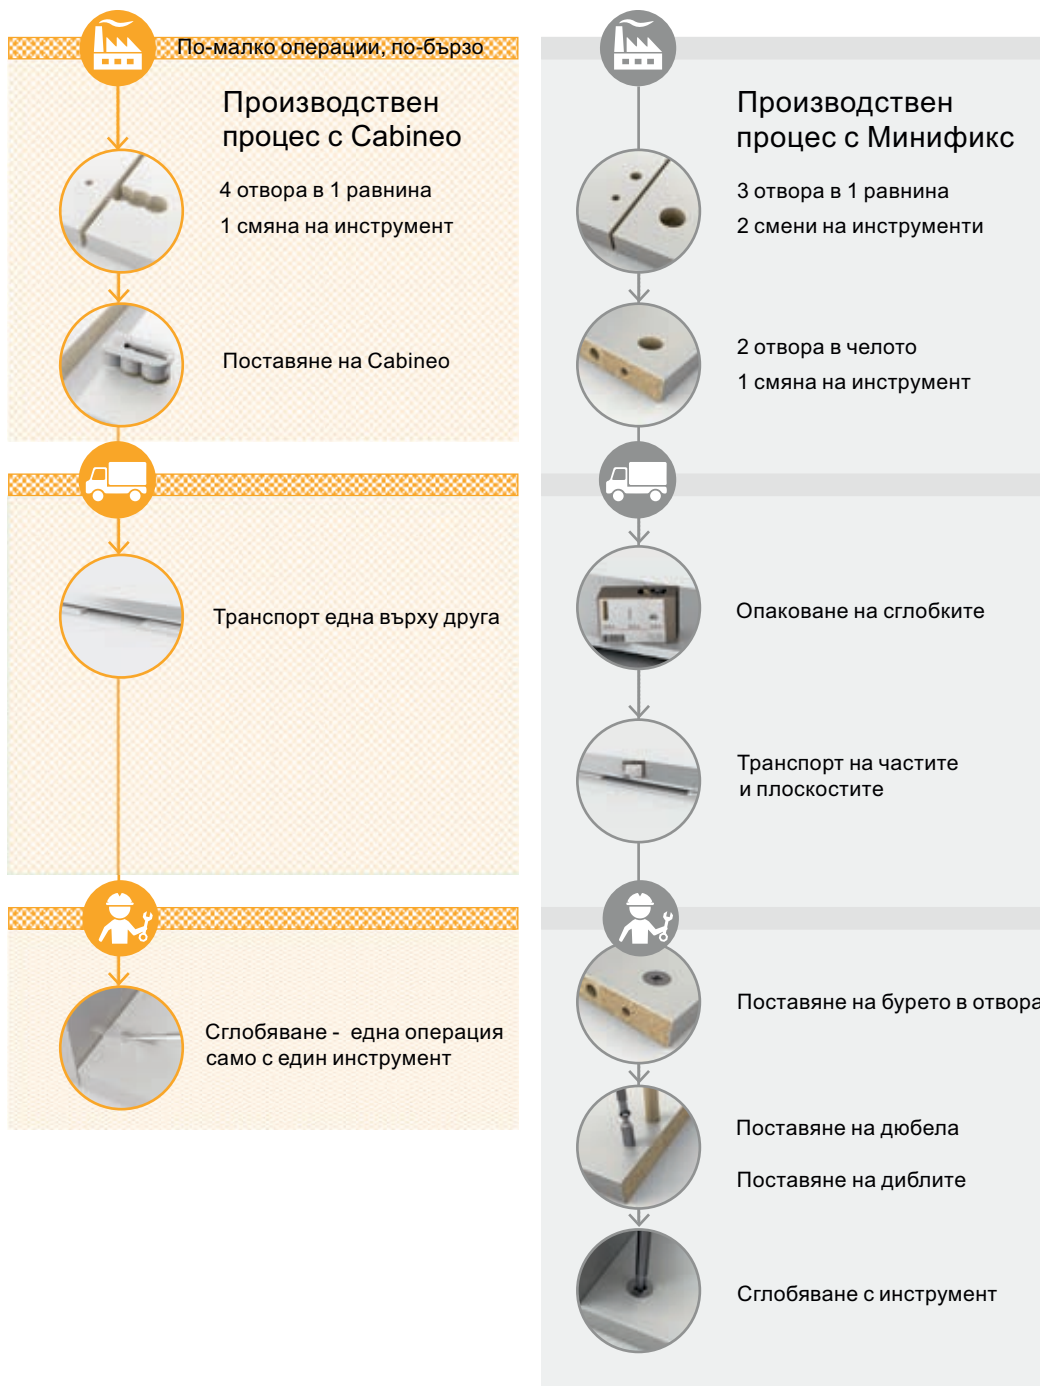 По-малко операции, по-бързо
Производствен
процес с Cabineo
4 отвора в 1 равнина
1 смяна на инструмент
Поставяне на Cabineo
Транспорт една върху друга
Сглобяване - една операция
само с един инструмент
Производствен
процес с Минификс
3 отвора в 1 равнина
2 смени на инструменти
2 отвора в челото
1 смяна на инструмент
Опаковане на сглобките
Транспорт на частите
и плоскостите
Поставяне на бурето в отвора
Поставяне на дюбела
Поставяне на диблите
Сглобяване с инструмент